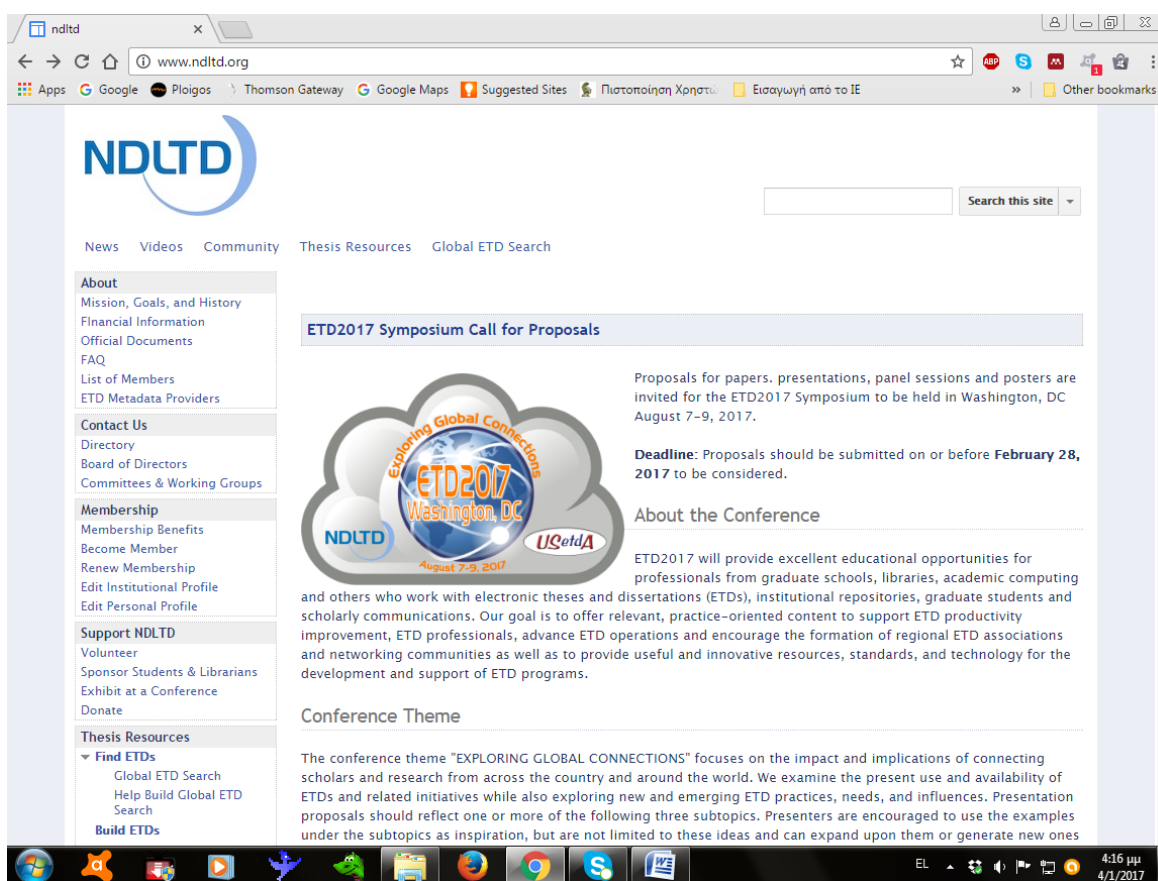 ndltd
www.ndltd.org
ABP
1
Apps Google Ploigos Thomson Gateway Google Maps Suggested Sites Πιστοποίηση Χρηστώ Εισαγωγή από το IE » Other bookmarks
NDLTD
Search this site
News Videos Community Thesis Resources Global ETD Search
About
Mission, Goals, and History
FInancial Information
Official Documents
FAQ
List of Members
ETD Metadata Providers
Contact Us
Directory
Board of Directors
Committees & Working Groups
Membership
Membership Benefits
Become Member
Renew Membership
Edit Institutional Profile
Edit Personal Profile
Support NDLTD
Volunteer
Sponsor Students & Librarians
Exhibit at a Conference
Donate
Thesis Resources
Find ETDs
Global ETD Search
Help Build Global ETD
Search
Build ETDs
ETD2017 Symposium Call for Proposals
Exploring Global Connections
ETD2017
Washington, DC
NDLTD
USetdA
August 7-9, 2017
Proposals for papers. presentations, panel sessions and posters are
invited for the ETD2017 Symposium to be held in Washington, DC
August 7-9, 2017.
Deadline: Proposals should be submitted on or before February 28,
2017 to be considered.
About the Conference
ETD2017 will provide excellent educational opportunities for
professionals from graduate schools, libraries, academic computing
and others who work with electronic theses and dissertations (ETDs), institutional repositories, graduate students and
scholarly communications. Our goal is to offer relevant, practice-oriented content to support ETD productivity
improvement, ETD professionals, advance ETD operations and encourage the formation of regional ETD associations
and networking communities as well as to provide useful and innovative resources, standards, and technology for the
development and support of ETD programs.
Conference Theme
The conference theme "EXPLORING GLOBAL CONNECTIONS" focuses on the impact and implications of connecting
scholars and research from across the country and around the world. We examine the present use and availability of
ETDs and related initiatives while also exploring new and emerging ETD practices, needs, and influences. Presentation
proposals should reflect one or more of the following three subtopics. Presenters are encouraged to use the examples
under the subtopics as inspiration, but are not limited to these ideas and can expand upon them or generate new ones
EL
4:16 μμ
4/1/2017